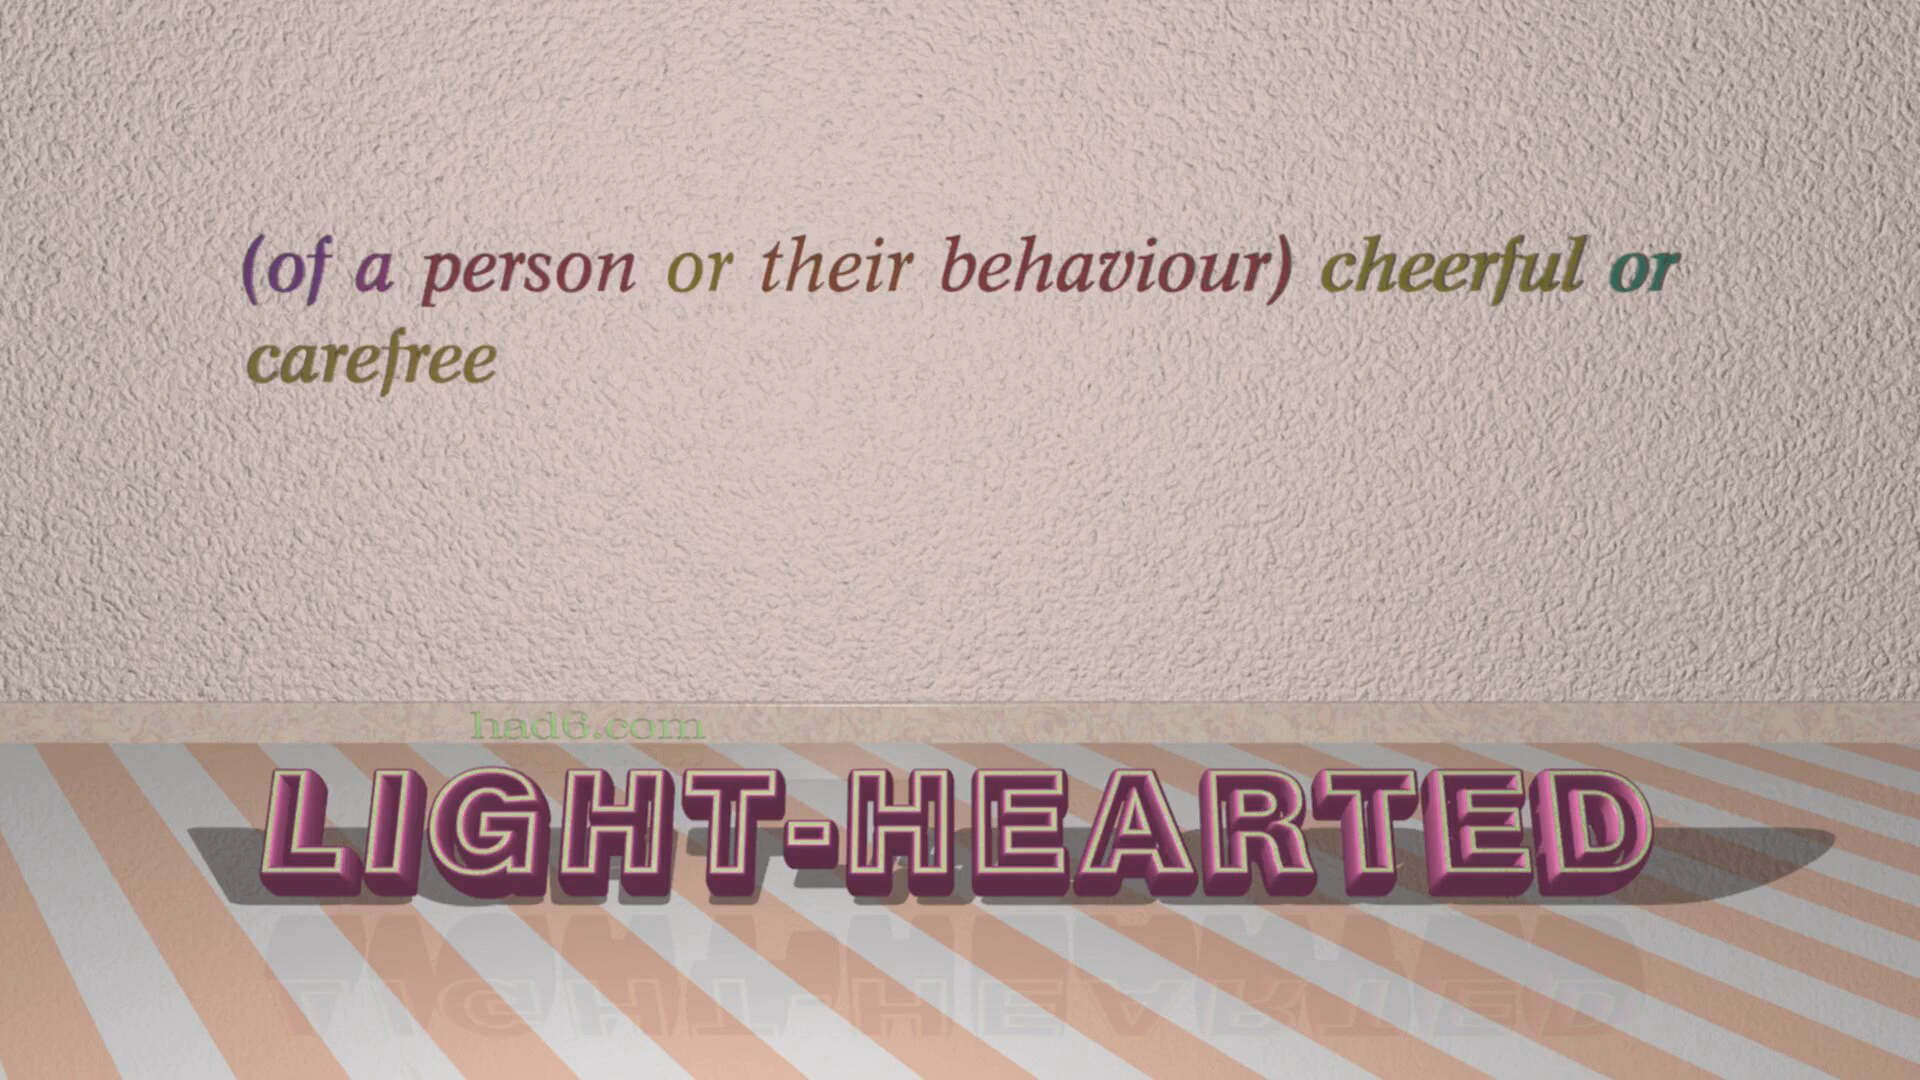 (of a person or their behaviour) cheerful or
carefree
had6.com
LIGHT-HEARTED